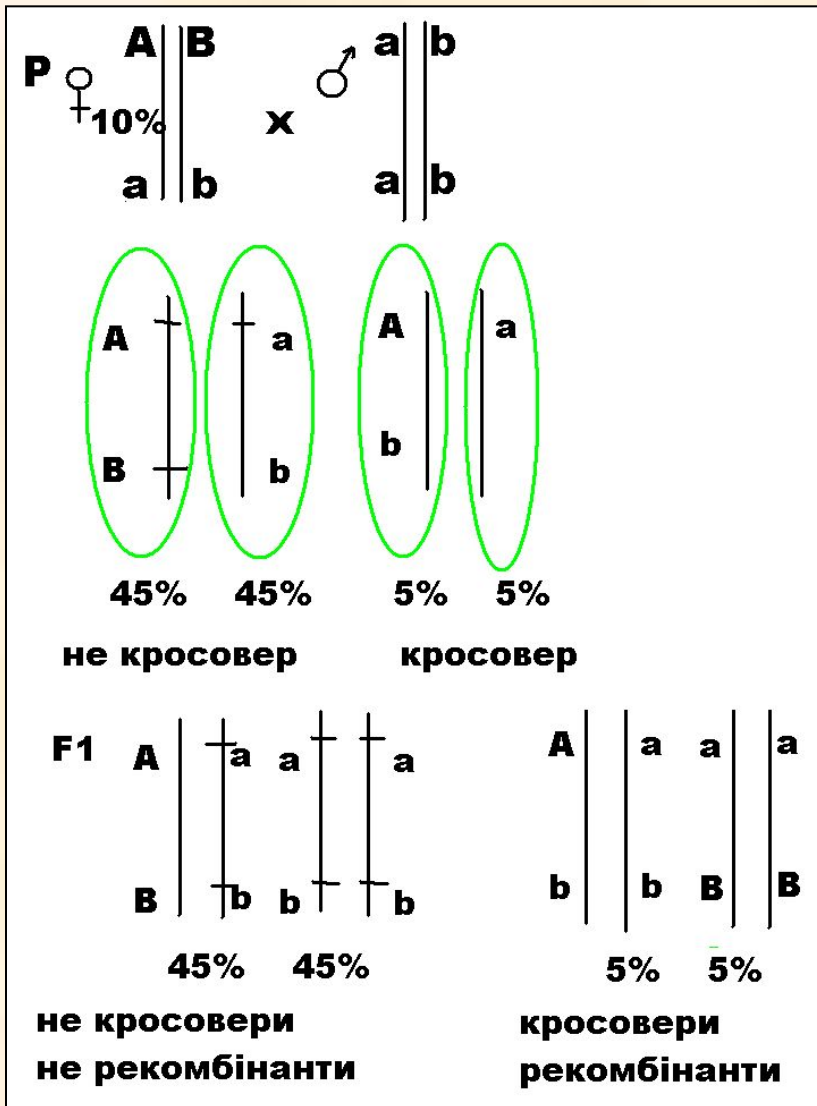 A B a b
P ♀ 10% x ♂
a b a b
A a A a
B b b
45% 45% 5% 5%
не кросовер кросовер
F1 A a a a A a a a
B b b b b b B B
45% 45% 5% 5%
не кросовери кросовери
не рекомбінанти рекомбінанти